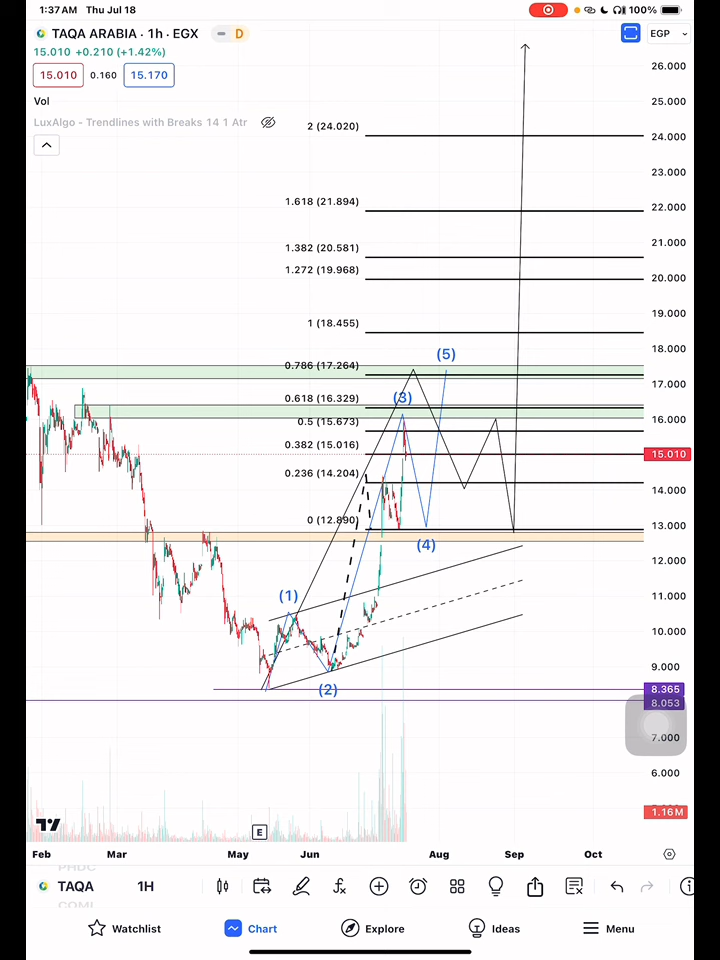 1:37 AM Thu Jul 18 100%
TAQA ARABIA · 1h · EGX D EGP
15.010 +0.210 (+1.42%)
15.010 0.160 15.170
Vol
LuxAlgo - Trendlines with Breaks 14 1 Atr
26.000
25.000
2 (24.020) 24.000
23.000
1.618 (21.894) 22.000
21.000
1.382 (20.581)
1.272 (19.968) 20.000
19.000
1 (18.455)
18.000
(5)
0.786 (17.264) 17.000
0.618 (16.329) (3)
16.000
0.5 (15.673)
0.382 (15.016) 15.010
0.236 (14.204) 14.000
0 (12.890) 13.000
(4)
12.000
11.000
(1)
10.000
9.000
(2) 8.365
8.053
7.000
6.000
1.16 M
E
Feb Mar May Jun Aug Sep Oct
TAQA 1H
Watchlist Chart Explore Ideas Menu